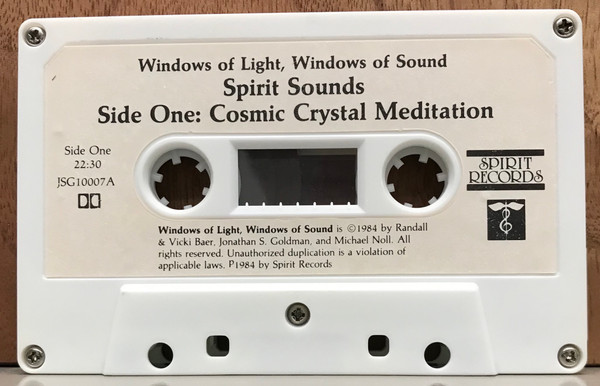 Windows of Light, Windows of Sound
Spirit Sounds
Side One: Cosmic Crystal Meditation
Side One
22:30
JSG10007A
SPIRIT
RECORDS
Windows of Light, Windows of Sound is ©1984 by Randall
& Vicki Baer, Jonathan S. Goldman, and Michael Noll. All
rights reserved. Unauthorized duplication is a violation of
applicable laws. P1984 by Spirit Records